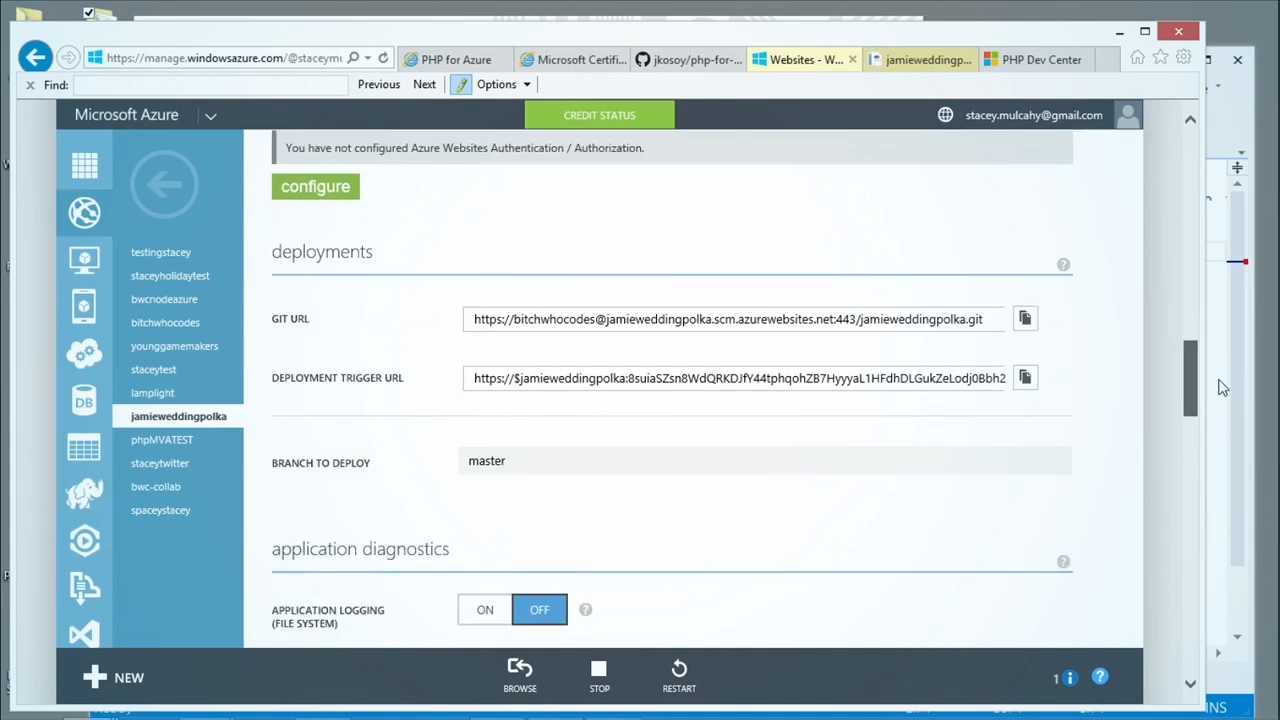 https://manage.windowsazure.com/@staceymu
PHP for Azure
Microsoft Certifi...
jkosoy/php-for-...
Websites - W...
jamieweddingp...
PHP Dev Center
Find:
Previous
Next
Options
Microsoft Azure
CREDIT STATUS
stacey.mulcahy@gmail.com
You have not configured Azure Websites Authentication / Authorization.
configure
testingstacey
staceyholidaytest
bwcnodeazure
bitchwhocodes
younggamemakers
staceytest
lamplight
jamieweddingpolka
phpMVATEST
staceytwitter
bwc-collab
spaceystacey
DB
deployments
GIT URL
https://bitchwhocodes@jamieweddingpolka.scm.azurewebsites.net:443/jamieweddingpolka.git
DEPLOYMENT TRIGGER URL
https://$jamieweddingpolka:8suiaSZsn8WdQRKDJfY44tphqohZB7HyyyaL1HFdhDLGukZeLodj0Bbh2
BRANCH TO DEPLOY
master
application diagnostics
APPLICATION LOGGING
(FILE SYSTEM)
ON
OFF
NEW
BROWSE
STOP
RESTART
1